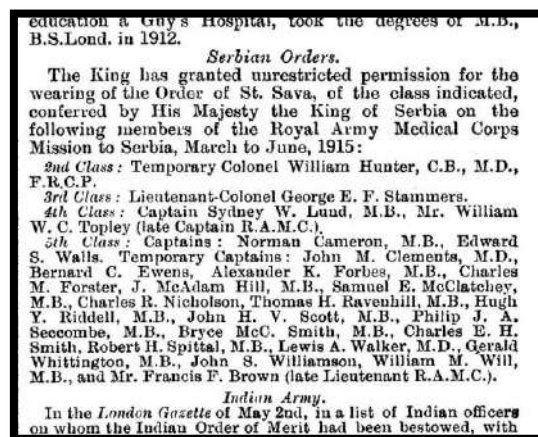 education a Guy's Hospital, took the degrees of M.B.,
B.S.Lond. in 1912.
Serbian Orders.
The King has granted unrestricted permission for the
wearing of the Order of St. Sava, of the class indicated,
conferred by His Majesty the King of Serbia on the
following members of the Royal Army Medical Corps
Mission to Serbia, March to June, 1915:
2nd Class: Temporary Colonel William Hunter, C.B., M.D.,
F.R.C.P.
3rd Class: Lieutenant-Colonel George E. F. Stammers.
4th Class: Captain Sydney W. Lund, M.B., Mr. William
W. C. Topley (late Captain R.A.M.C.).
5th Class: Captains: Norman Cameron, M.B., Edward
S. Walls. Temporary Captains: John M. Clements, M.D.,
Bernard C. Ewens, Alexander K. Forbes, M.B., Charles
M. Forster, J. McAdam Hill, M.B., Samuel E. McClatchey,
M.B., Charles R. Nicholson, Thomas H. Ravenhill, M.B., Hugh
Y. Riddell, M.B., John H. V. Scott, M.B., Philip J. A.
Seccombe, M.B., Bryce McC. Smith, M.B., Charles E. H.
Smith, Robert H. Spittal, M.B., Lewis A. Walker, M.D., Gerald
Whittington, M.B., John S. Williamson, William M. Will,
M.B., and Mr. Francis F. Brown (late Lieutenant R.A.M.C.).
Indian Army.
In the London Gazette of May 2nd, in a list of Indian officers
on whom the Indian Order of Merit had been bestowed, with